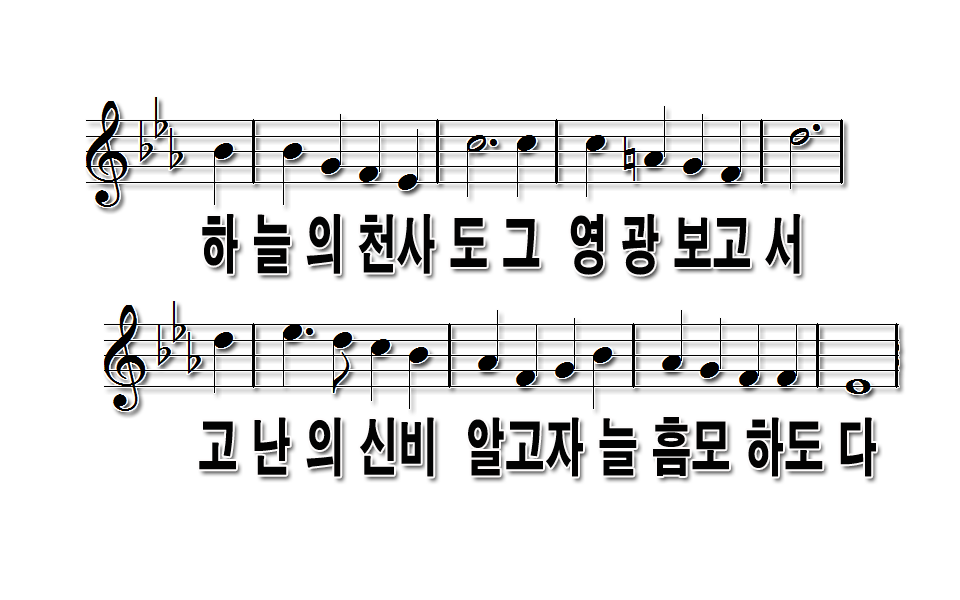 하 늘 의 천사 도 그 영 광 보고 서
고 난 의 신비 알고자 늘 흠모 하도 다